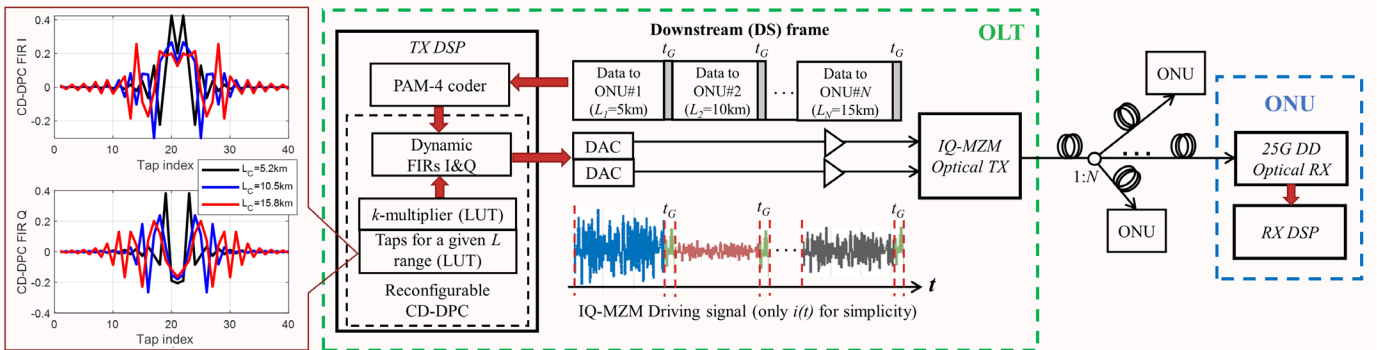 CD-DPC FIR I
0.4
0.2
0
-0.2
0
10
20
30
40
Tap index
L_C=5.2km
L_C=10.5km
L_C=15.8km
CD-DPC FIR Q
0.4
0.2
0
-0.2
-0.4
0
10
20
30
40
Tap index
TX DSP
PAM-4 coder
Dynamic
FIRs I&Q
k-multiplier (LUT)
Taps for a given L
range (LUT)
Reconfigurable
CD-DPC
Downstream (DS) frame
OLT
t_G
t_G
t_G
Data to
ONU#1
(L_1=5km)
Data to
ONU#2
(L_2=10km)
. . .
Data to
ONU#N
(L_N=15km)
DAC
DAC
IQ-MZM
Optical TX
t_G
t_G
t_G
t
IQ-MZM Driving signal (only i(t) for simplicity)
1:N
ONU
ONU
ONU
25G DD
Optical RX
RX DSP